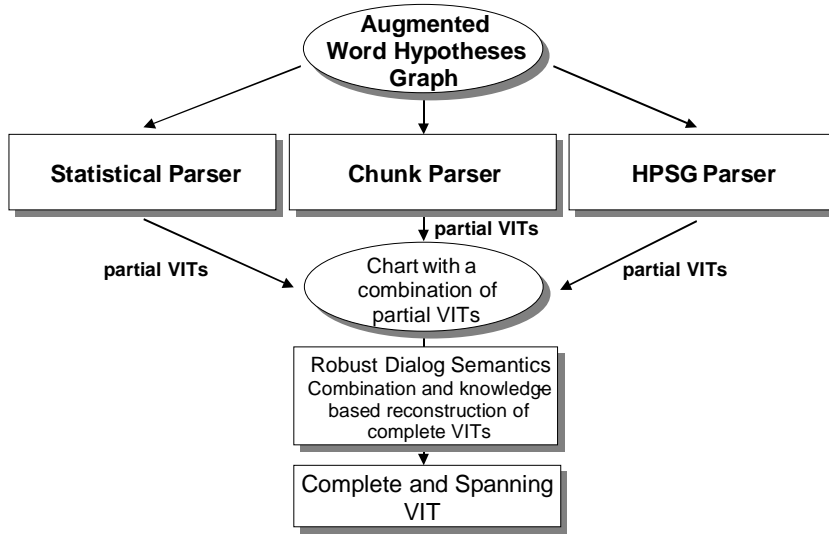 Augmented
Word Hypotheses
Graph
Statistical Parser
Chunk Parser
HPSG Parser
partial VITs
partial VITs
partial VITs
Chart with a
combination of
partial VITs
Robust Dialog Semantics
Combination and knowledge-
based reconstruction of
complete VITs
Complete and Spanning
VIT